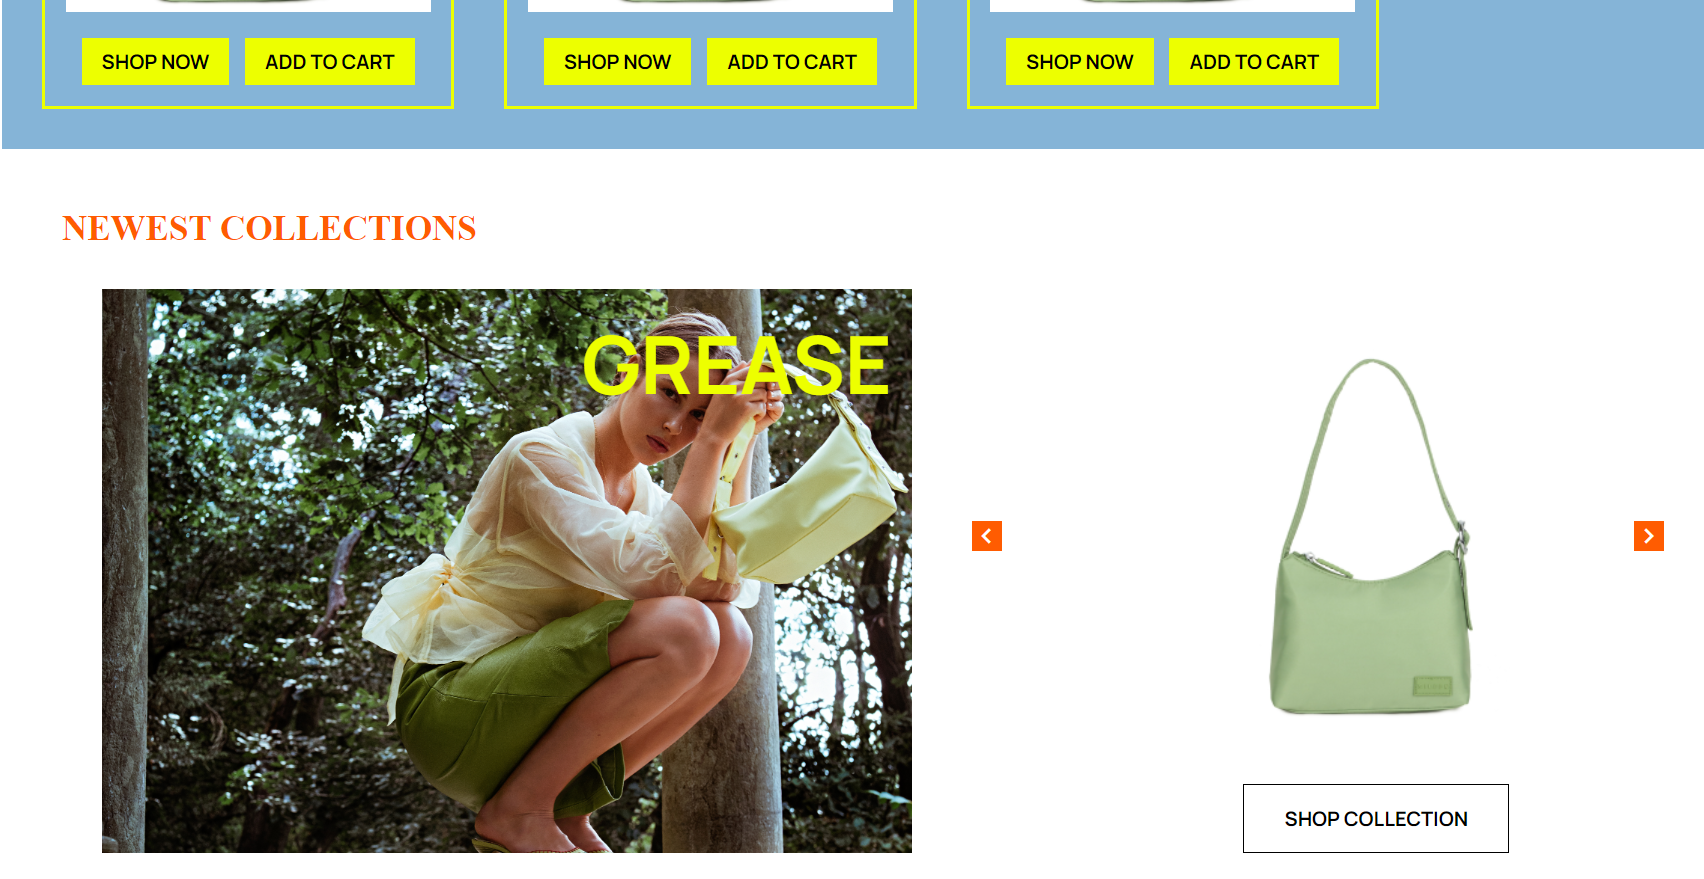 SHOP NOW ADD TO CART SHOP NOW ADD TO CART SHOP NOW ADD TO CART
NEWEST COLLECTIONS
GREASE
SHOP COLLECTION